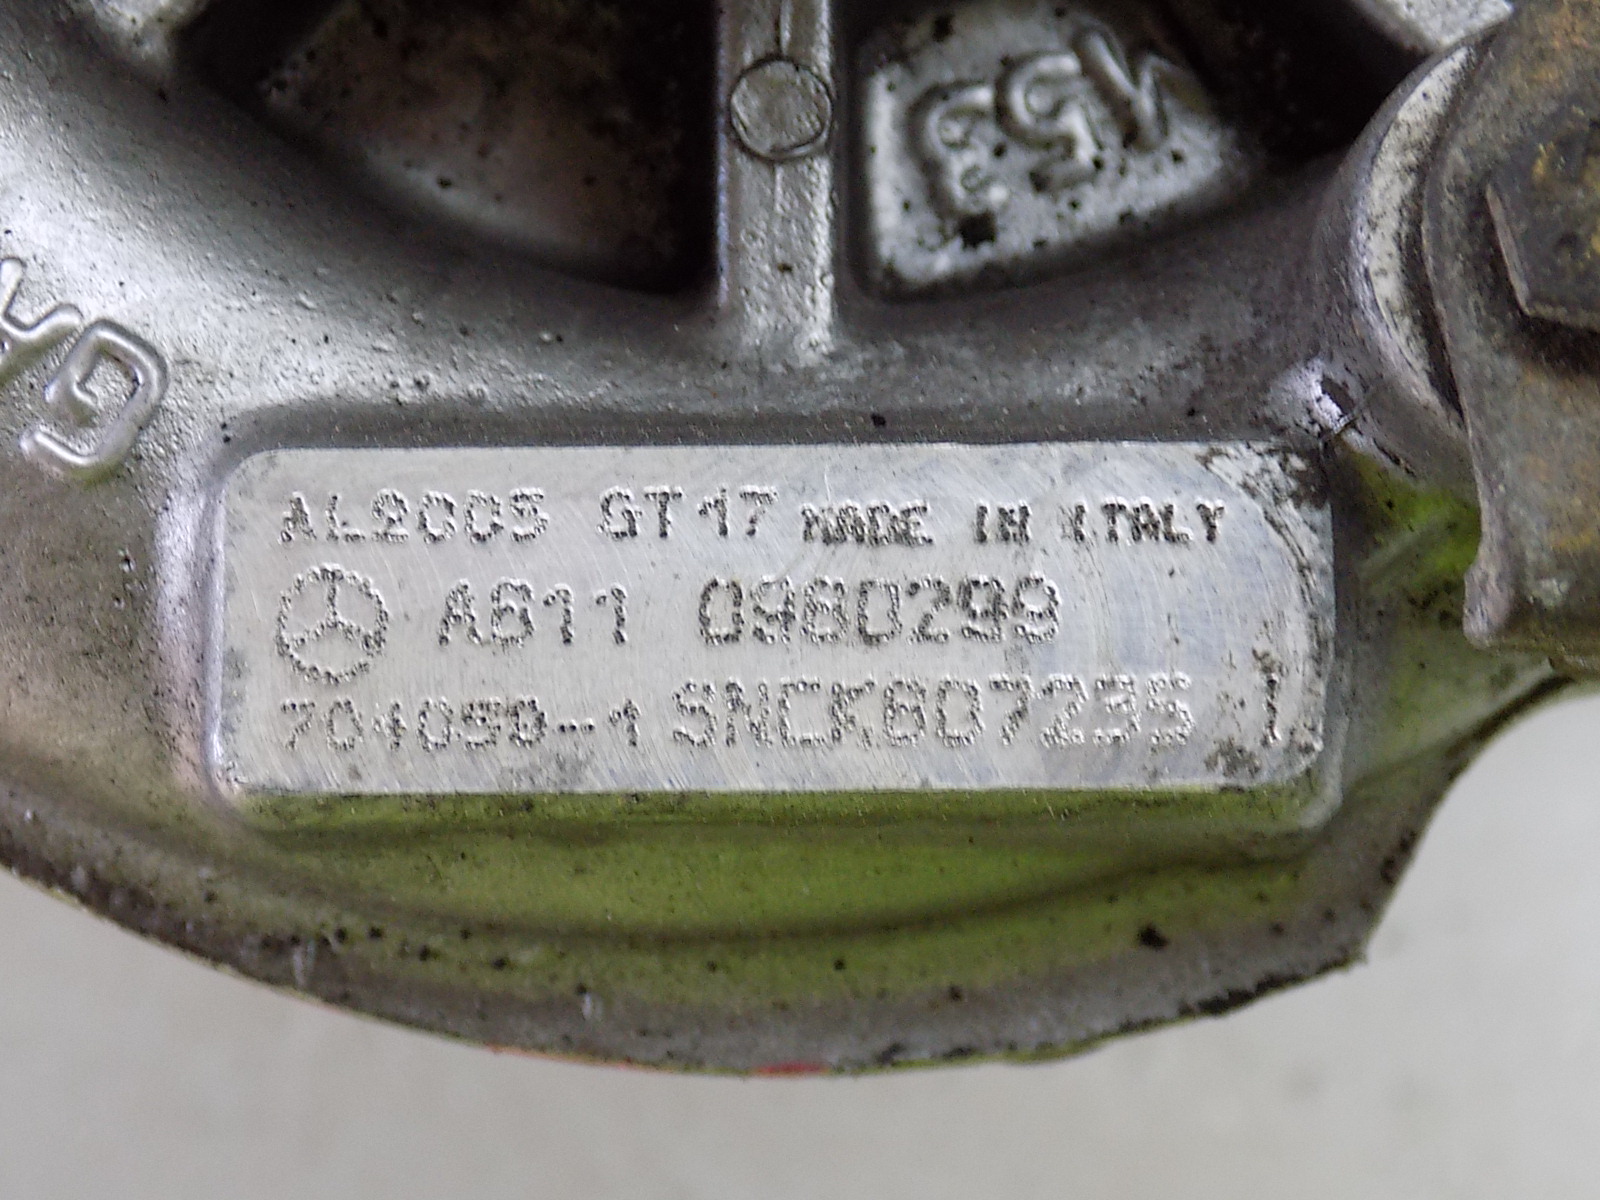 AL2005 GT17 MADE IN ITALY
A611 0960299
704059-1 SNCK607235